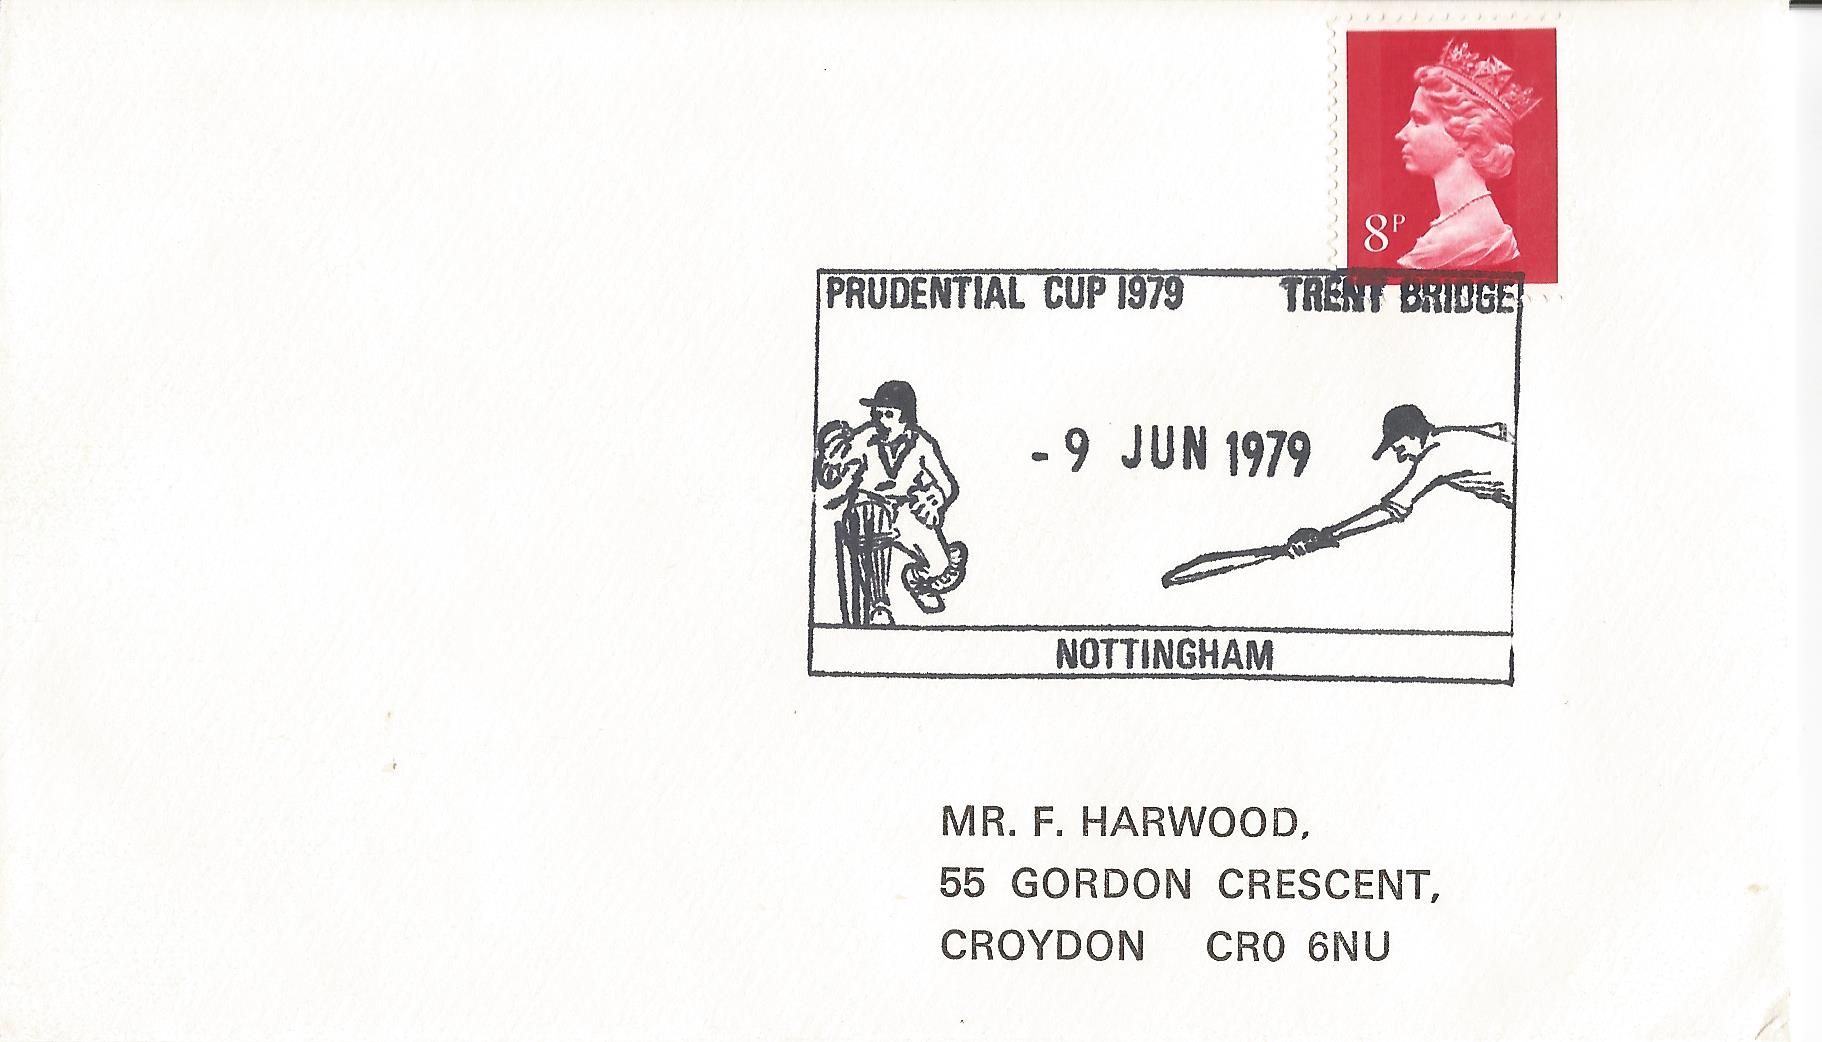 8P
PRUDENTIAL CUP 1979 TRENT BRIDGE
- 9 JUN 1979
NOTTINGHAM
MR. F. HARWOOD,
55 GORDON CRESCENT,
CROYDON CR0 6NU